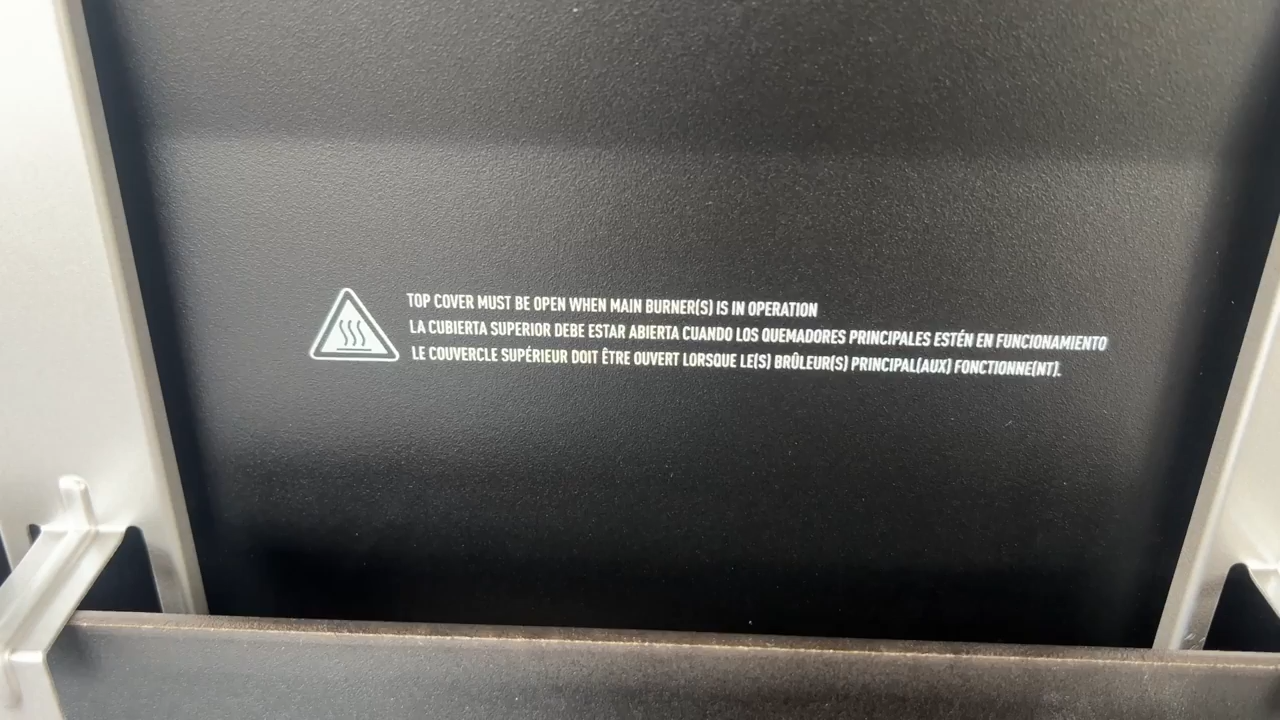 TOP COVER MUST BE OPEN WHEN MAIN BURNER(S) IS IN OPERATION
LA CUBIERTA SUPERIOR DEBE ESTAR ABIERTA CUANDO LOS QUEMADORES PRINCIPALES ESTÉN EN FUNCIONAMIENTO
LE COUVERCLE SUPÉRIEUR DOIT ÊTRE OUVERT LORSQUE LE(S) BRÛLEUR(S) PRINCIPAL(AUX) FONCTIONNE(NT).